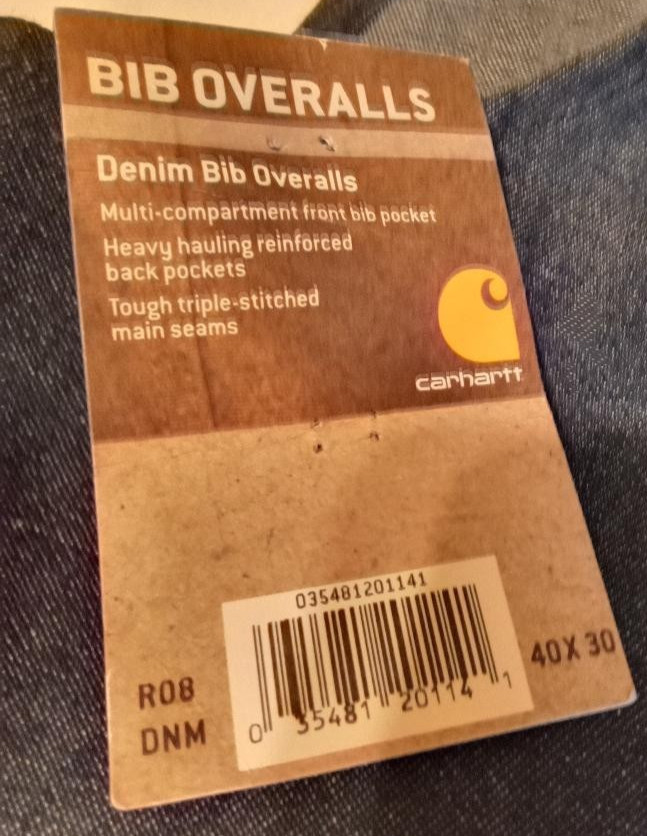 BIB OVERALLS
Denim Bib Overalls
Multi-compartment front bib pocket
Heavy hauling reinforced
back pockets
Tough triple-stitched
main seams
carhartt
035481201141
0 35481 20114 1
40 X 30
R08
DNM